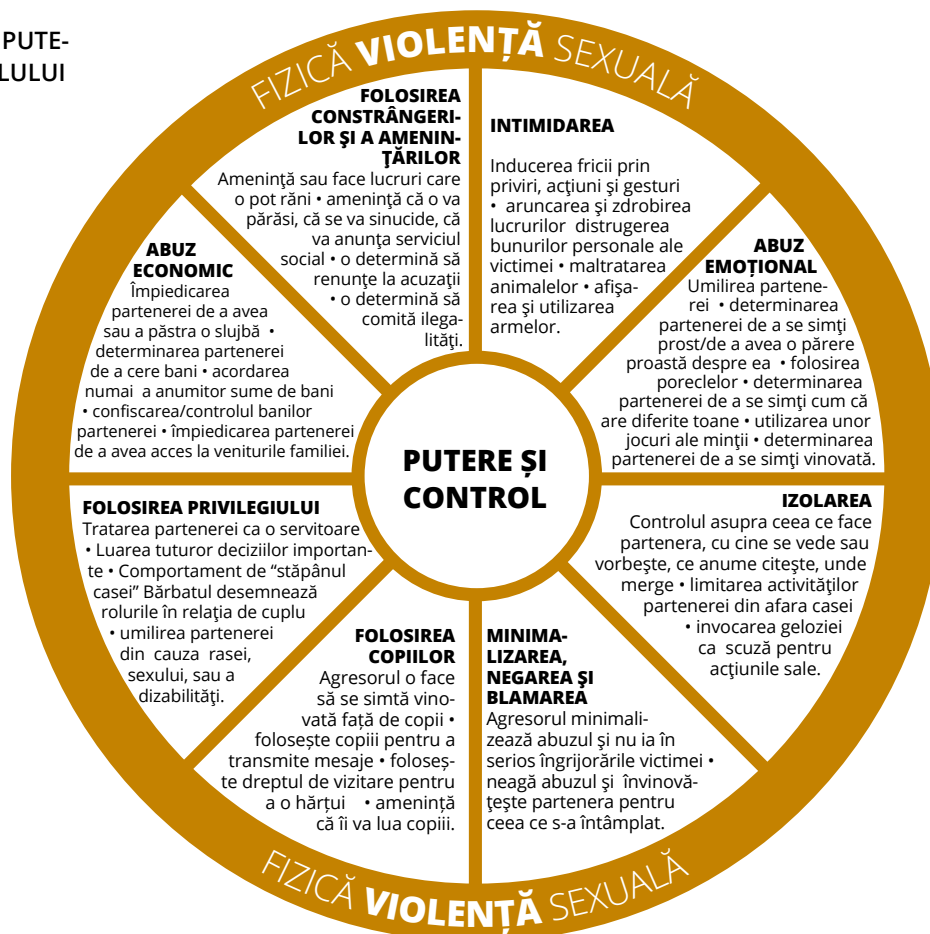 PUTE-
LULUI
FIZICĂ VIOLENȚĂ SEXUALĂ
FOLOSIREA
CONSTRÂNGERI-
LOR ŞI A AMENIN-
ŢĂRILOR
Ameninţă sau face lucruri care
o pot răni • ameninţă că o va
părăsi, că se va sinucide, că
va anunţa serviciul
social • o determină să
renunţe la acuzaţii
• o determină să
comită ilega-
lităţi.
INTIMIDAREA
Inducerea fricii prin
priviri, acţiuni şi gesturi
• aruncarea şi zdrobirea
lucrurilor distrugerea
bunurilor personale ale
victimei • maltratarea
animalelor • afişa-
rea şi utilizarea
armelor.
ABUZ
EMOȚIONAL
Umilirea partene-
rei • determinarea
partenerei de a se simţi
prost/de a avea o părere
proastă despre ea • folosirea
poreclelor • determinarea
partenerei de a se simţi cum că
are diferite toane • utilizarea unor
jocuri ale minţii • determinarea
partenerei de a se simţi vinovată.
IZOLAREA
Controlul asupra ceea ce face
partenera, cu cine se vede sau
vorbeşte, ce anume citeşte, unde
merge • limitarea activităţilor
partenerei din afara casei
• invocarea geloziei
ca scuză pentru
acţiunile sale.
MINIMA-
LIZAREA,
NEGAREA ŞI
BLAMAREA
Agresorul minimali-
zează abuzul şi nu ia în
serios îngrijorările victimei •
neagă abuzul şi învinovă-
ţeşte partenera pentru
ceea ce s-a întâmplat.
FOLOSIREA
COPIILOR
Agresorul o face
să se simtă vino-
vată față de copii •
folosește copiii pentru a
transmite mesaje • foloseș-
te dreptul de vizitare pentru
a o hărțui • amenință
că îi va lua copiii.
FOLOSIREA PRIVILEGIULUI
Tratarea partenerei ca o servitoare
• Luarea tuturor deciziilor importan-
te • Comportament de “stăpânul
casei” Bărbatul desemnează
rolurile în relaţia de cuplu
• umilirea partenerei
din cauza rasei,
sexului, sau a
dizabilităţi.
ABUZ
ECONOMIC
Împiedicarea
partenerei de a avea
sau a păstra o slujbă •
determinarea partenerei
de a cere bani • acordarea
numai a anumitor sume de bani
• confiscarea/controlul banilor
partenerei • împiedicarea partenerei
de a avea acces la veniturile familiei.
PUTERE ȘI
CONTROL
FIZICĂ VIOLENȚĂ SEXUALĂ